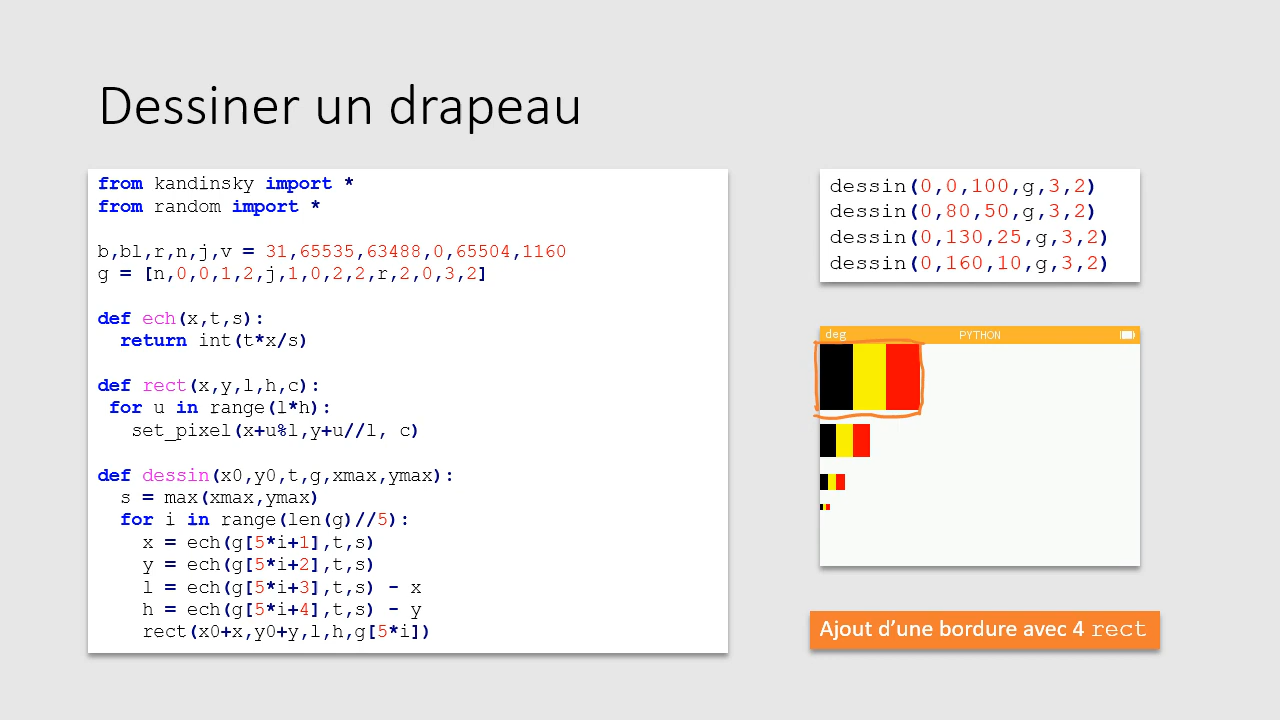 Dessiner un drapeau
from kandinsky import *
from random import *
b,bl,r,n,j,v = 31,65535,63488,0,65504,1160
g = [n,0,0,1,2,j,1,0,2,2,r,2,0,3,2]
def ech(x,t,s):
  return int(t*x/s)
def rect(x,y,l,h,c):
 for u in range(l*h):
   set_pixel(x+u%l,y+u//l, c)
def dessin(x0,y0,t,g,xmax,ymax):
  s = max(xmax,ymax)
  for i in range(len(g)//5):
    x = ech(g[5*i+1],t,s)
    y = ech(g[5*i+2],t,s)
    l = ech(g[5*i+3],t,s) - x
    h = ech(g[5*i+4],t,s) - y
    rect(x0+x,y0+y,l,h,g[5*i])
dessin(0,0,100,g,3,2)
dessin(0,80,50,g,3,2)
dessin(0,130,25,g,3,2)
dessin(0,160,10,g,3,2)
deg PYTHON
Ajout d'une bordure avec 4 rect